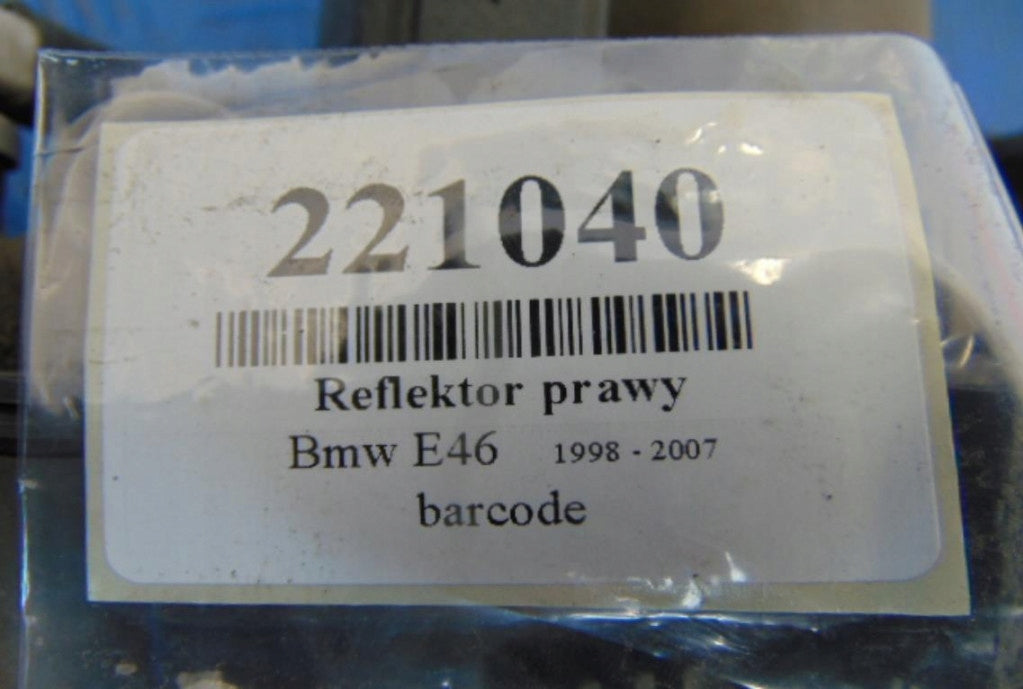 221040
Reflektor prawy
Bmw E46 1998 - 2007
barcode